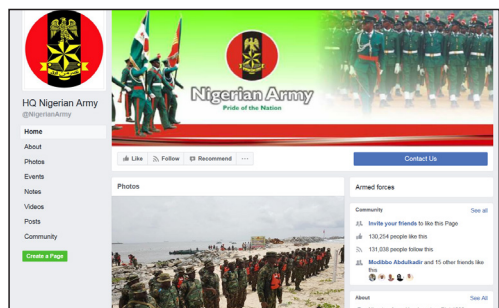 HQ Nigerian Army
@NigerianArmy
Home
About
Photos
Events
Notes
Videos
Posts
Community
Create a Page
Nigerian Army
Pride of the Nation
Like Follow Recommend ...
Contact Us
Photos
Armed forces
Community See all
Invite your friends to like this Page
130,254 people like this
131,038 people follow this
Modibbo Abdulkadir and 15 other friends like
this
About See All